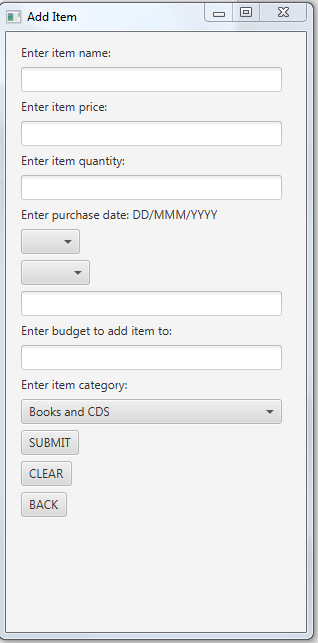 Add Item
Enter item name:
Enter item price:
Enter item quantity:
Enter purchase date: DD/MMM/YYYY
Enter budget to add item to:
Enter item category:
Books and CDS
SUBMIT
CLEAR
BACK